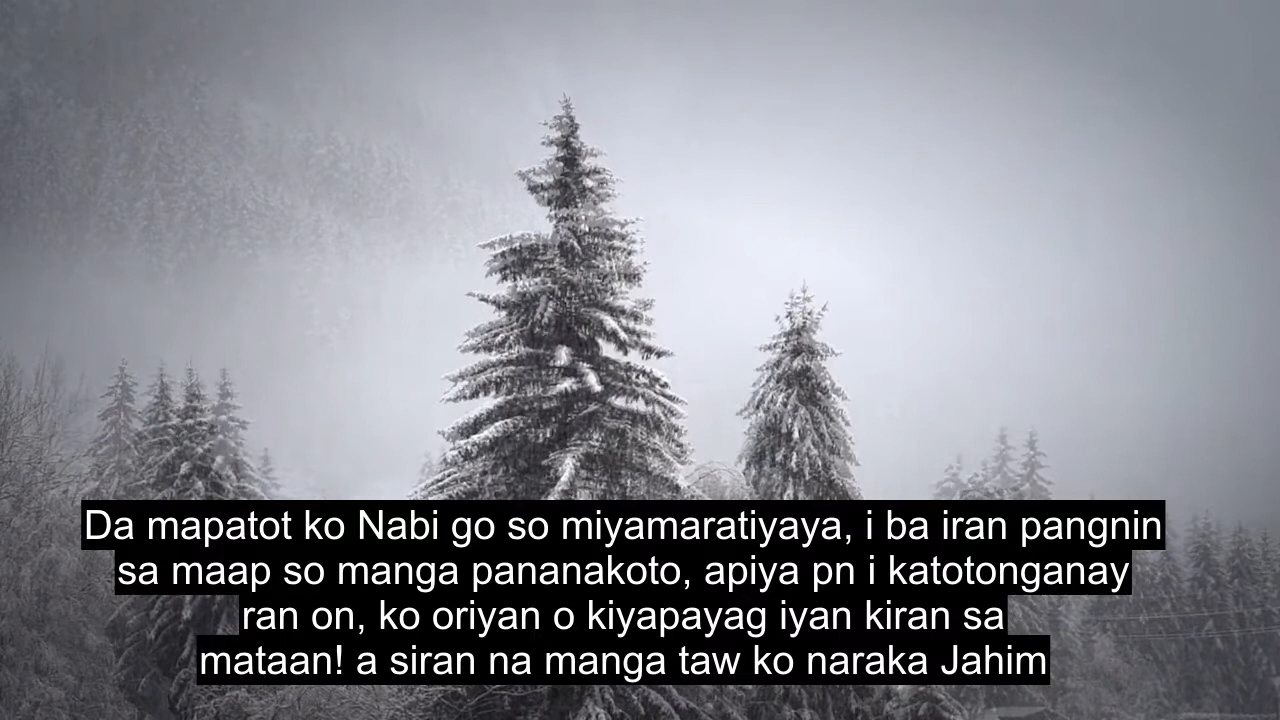 Da mapatot ko Nabi go so miyamaratiyaya, i ba iran pangnin
sa maap so manga pananakoto, apiya pn i katotonganay
ran on, ko oriyan o kiyapayag iyan kiran sa
mataan! a siran na manga taw ko naraka Jahim